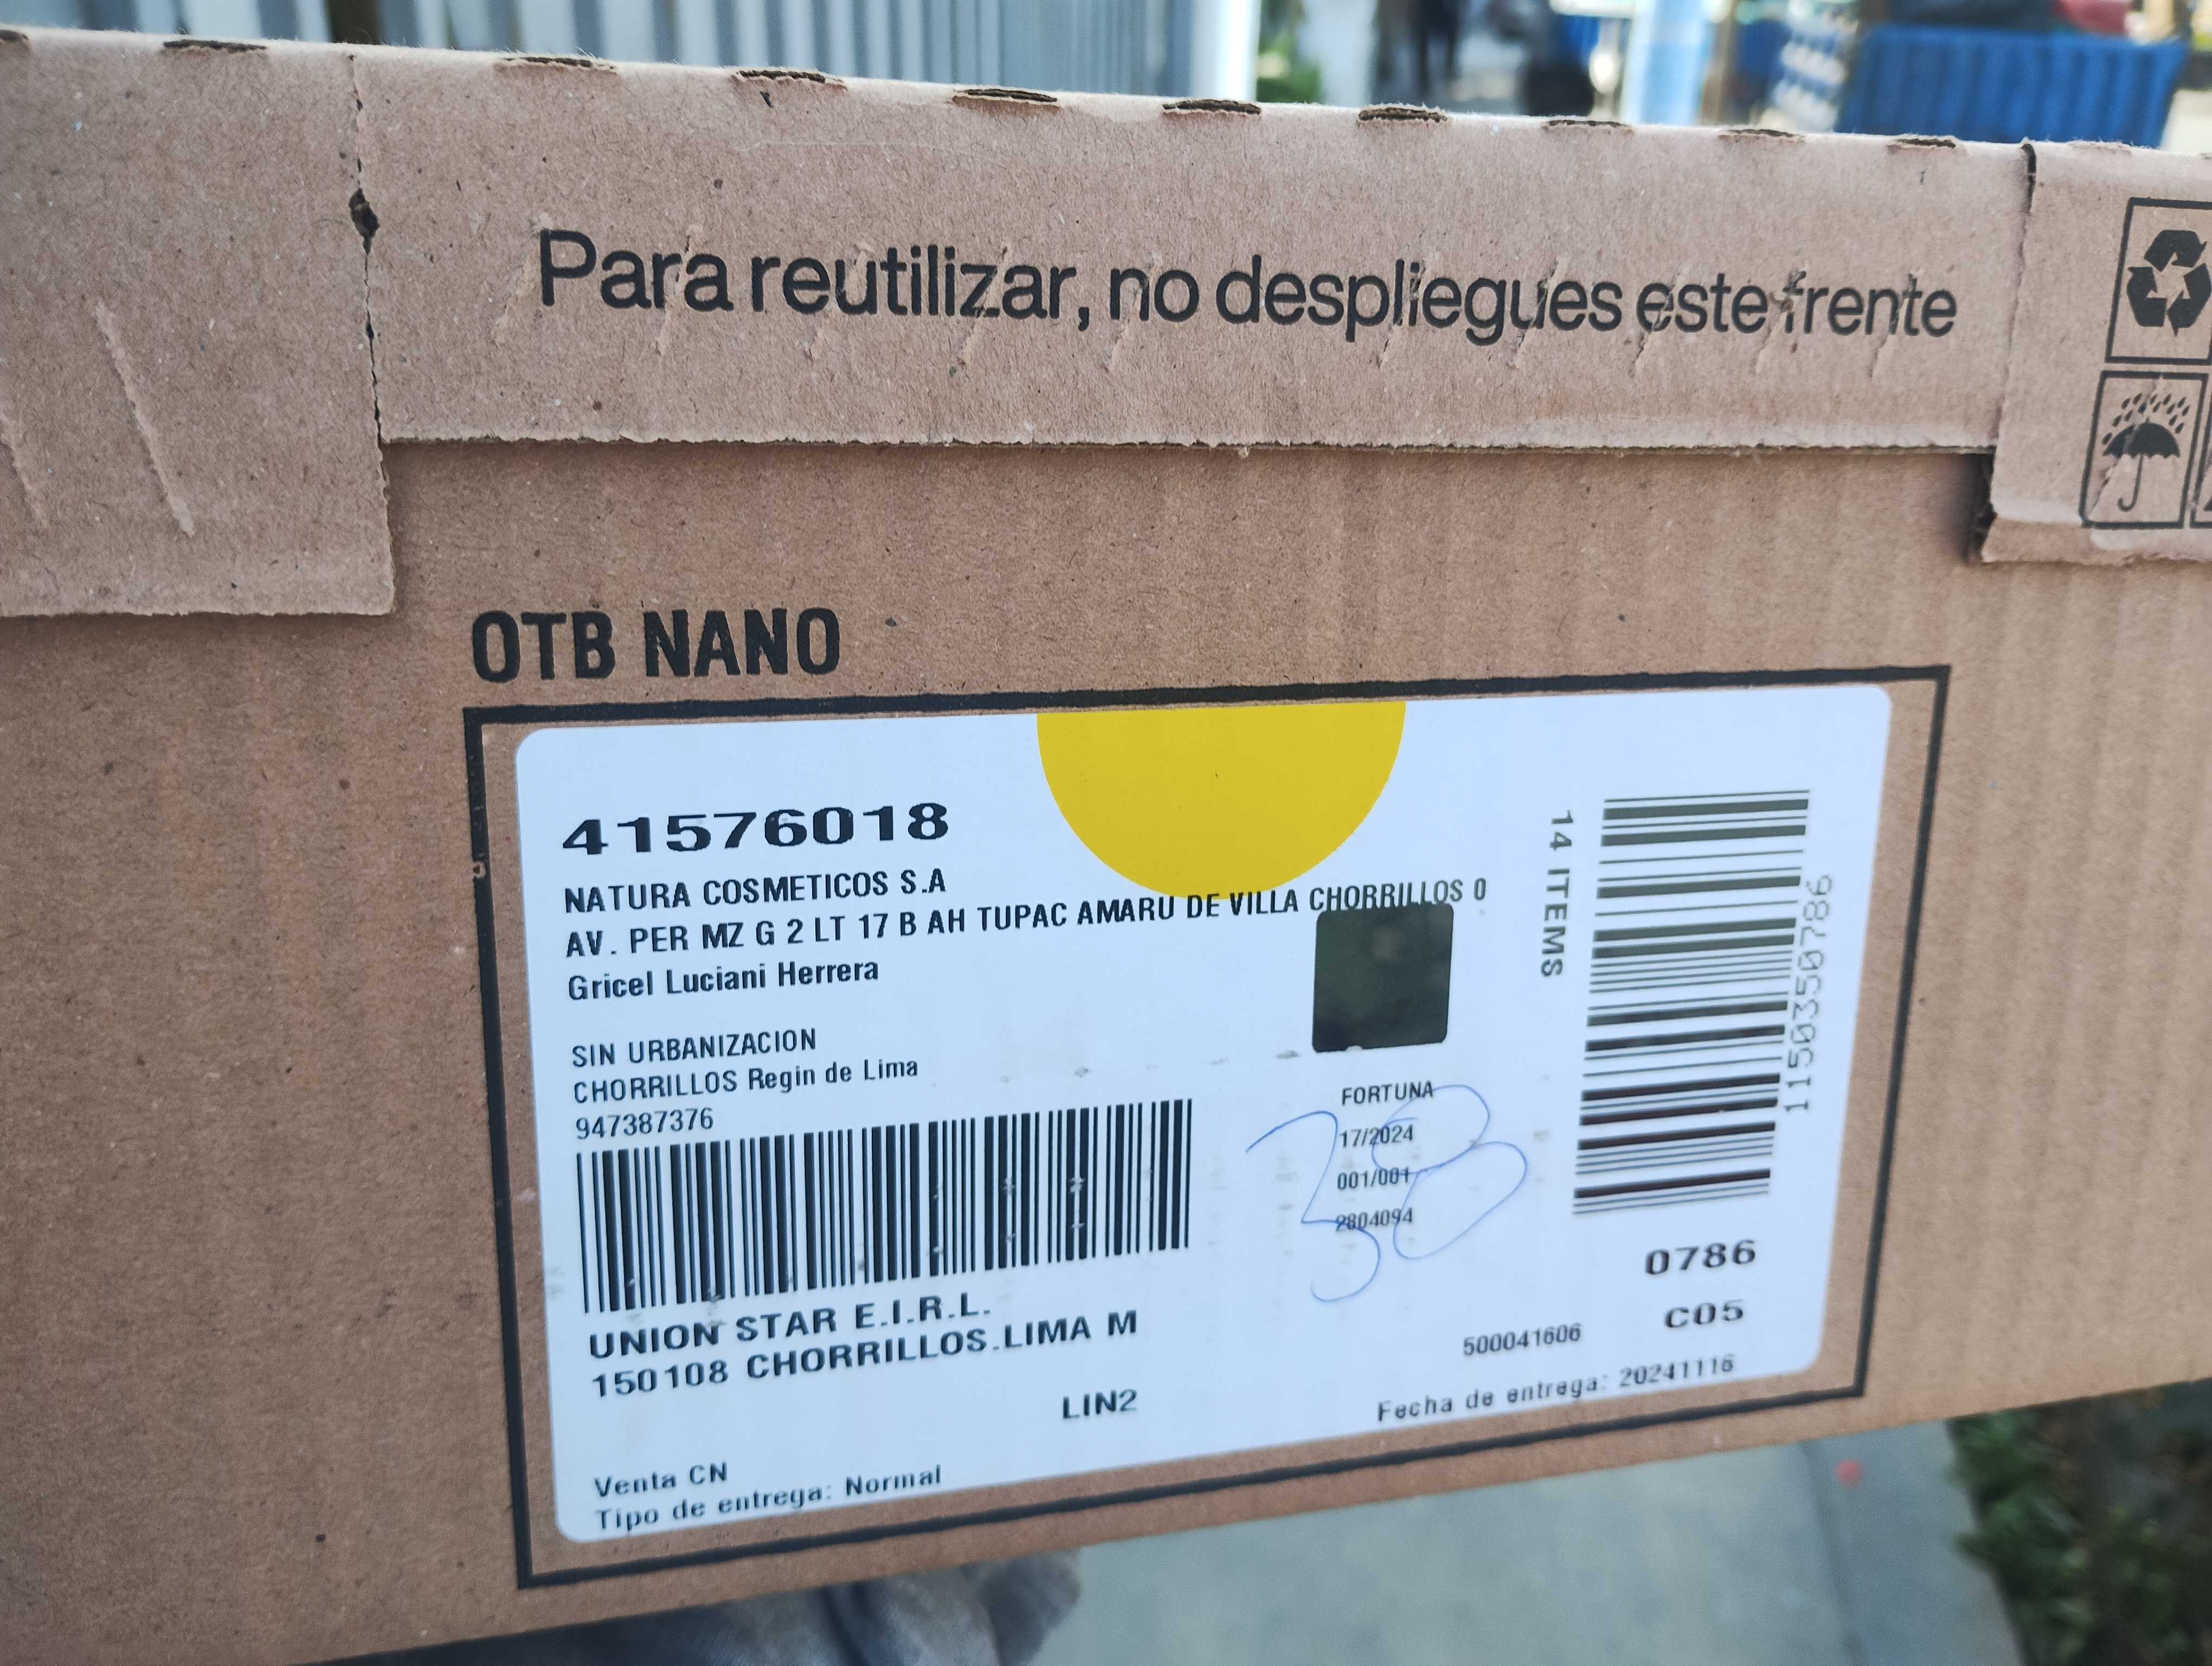 Para reutilizar, no despliegues este frente
OTB NANO
41576018
NATURA COSMETICOS S.A
AV. PER MZ G 2 LT 17 B AH TUPAC AMARU DE VILLA CHORRILLOS 0
Gricel Luciani Herrera
SIN URBANIZACION
CHORRILLOS Regin de Lima
947387376
14 ITEMS
1150350786
FORTUNA
17/2024
001/001
2804094
38
UNION STAR E.I.R.L.
150108 CHORRILLOS.LIMA M
LIN2
0786
C05
500041606
Fecha de entrega: 20241116
Venta CN
Tipo de entrega: Normal